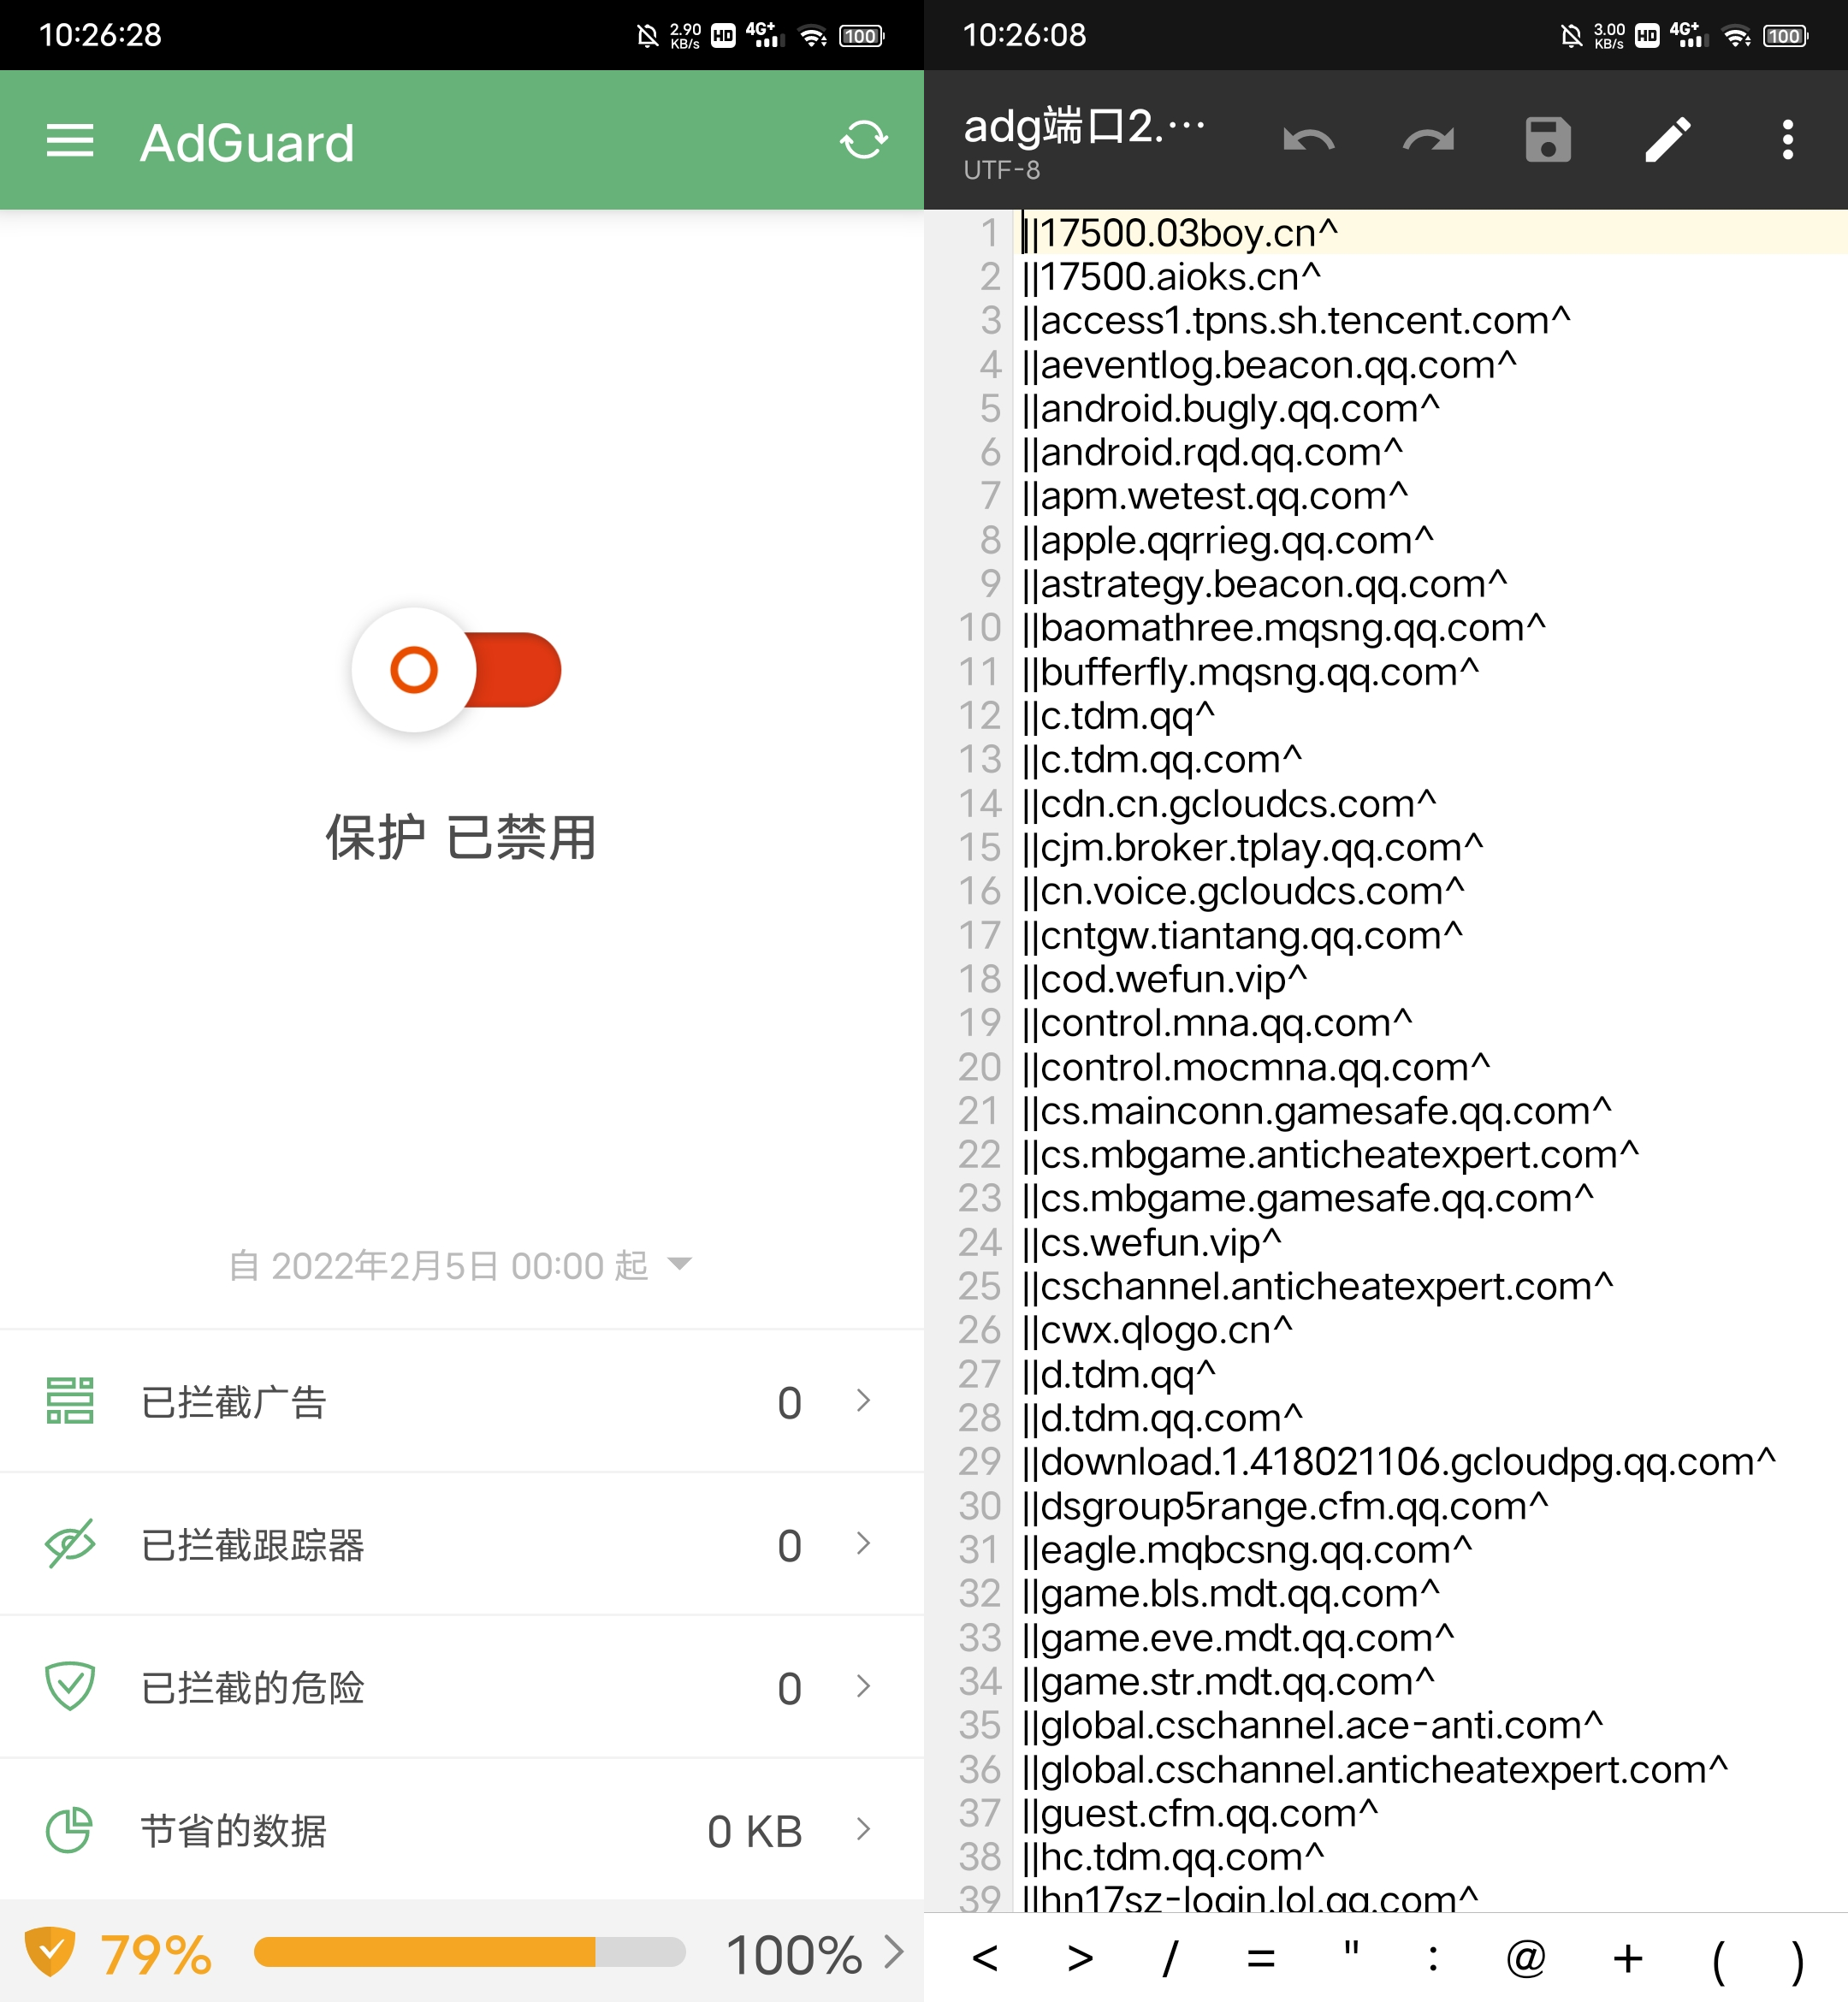 10:26:28
2.90 KB/s HD 4G+ 100
AdGuard
保护 已禁用
自 2022年2月5日 00:00 起
已拦截广告 0
已拦截跟踪器 0
已拦截的危险 0
节省的数据 0 KB
79% 100%
10:26:08
3.00 KB/s HD 4G+ 100
adg端口2.…
UTF-8
1 ||17500.03boy.cn^
2 ||17500.aioks.cn^
3 ||access1.tpns.sh.tencent.com^
4 ||aeventlog.beacon.qq.com^
5 ||android.bugly.qq.com^
6 ||android.rqd.qq.com^
7 ||apm.wetest.qq.com^
8 ||apple.qqrrieg.qq.com^
9 ||astrategy.beacon.qq.com^
10 ||baomathree.mqsng.qq.com^
11 ||bufferfly.mqsng.qq.com^
12 ||c.tdm.qq^
13 ||c.tdm.qq.com^
14 ||cdn.cn.gcloudcs.com^
15 ||cjm.broker.tplay.qq.com^
16 ||cn.voice.gcloudcs.com^
17 ||cntgw.tiantang.qq.com^
18 ||cod.wefun.vip^
19 ||control.mna.qq.com^
20 ||control.mocmna.qq.com^
21 ||cs.mainconn.gamesafe.qq.com^
22 ||cs.mbgame.anticheatexpert.com^
23 ||cs.mbgame.gamesafe.qq.com^
24 ||cs.wefun.vip^
25 ||cschannel.anticheatexpert.com^
26 ||cwx.qlogo.cn^
27 ||d.tdm.qq^
28 ||d.tdm.qq.com^
29 ||download.1.418021106.gcloudpg.qq.com^
30 ||dsgroup5range.cfm.qq.com^
31 ||eagle.mqbcsng.qq.com^
32 ||game.bls.mdt.qq.com^
33 ||game.eve.mdt.qq.com^
34 ||game.str.mdt.qq.com^
35 ||global.cschannel.ace-anti.com^
36 ||global.cschannel.anticheatexpert.com^
37 ||guest.cfm.qq.com^
38 ||hc.tdm.qq.com^
39 ||hn17sz-login.lol.qq.com^
< > / = " : @ + ( )